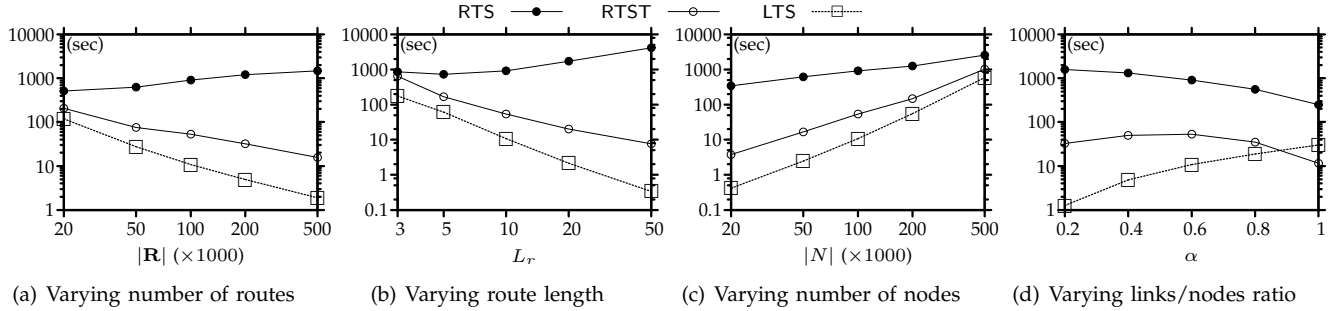 RTS RTST LTS
(sec)
10000
1000
100
10
1
20 50 100 200 500
|R| (×1000)
(a) Varying number of routes
(sec)
10000
1000
100
10
1
0.1
3 5 10 20 50
L_r
(b) Varying route length
(sec)
10000
1000
100
10
1
0.1
20 50 100 200 500
|N| (×1000)
(c) Varying number of nodes
(sec)
10000
1000
100
10
1
0.2 0.4 0.6 0.8 1
α
(d) Varying links/nodes ratio